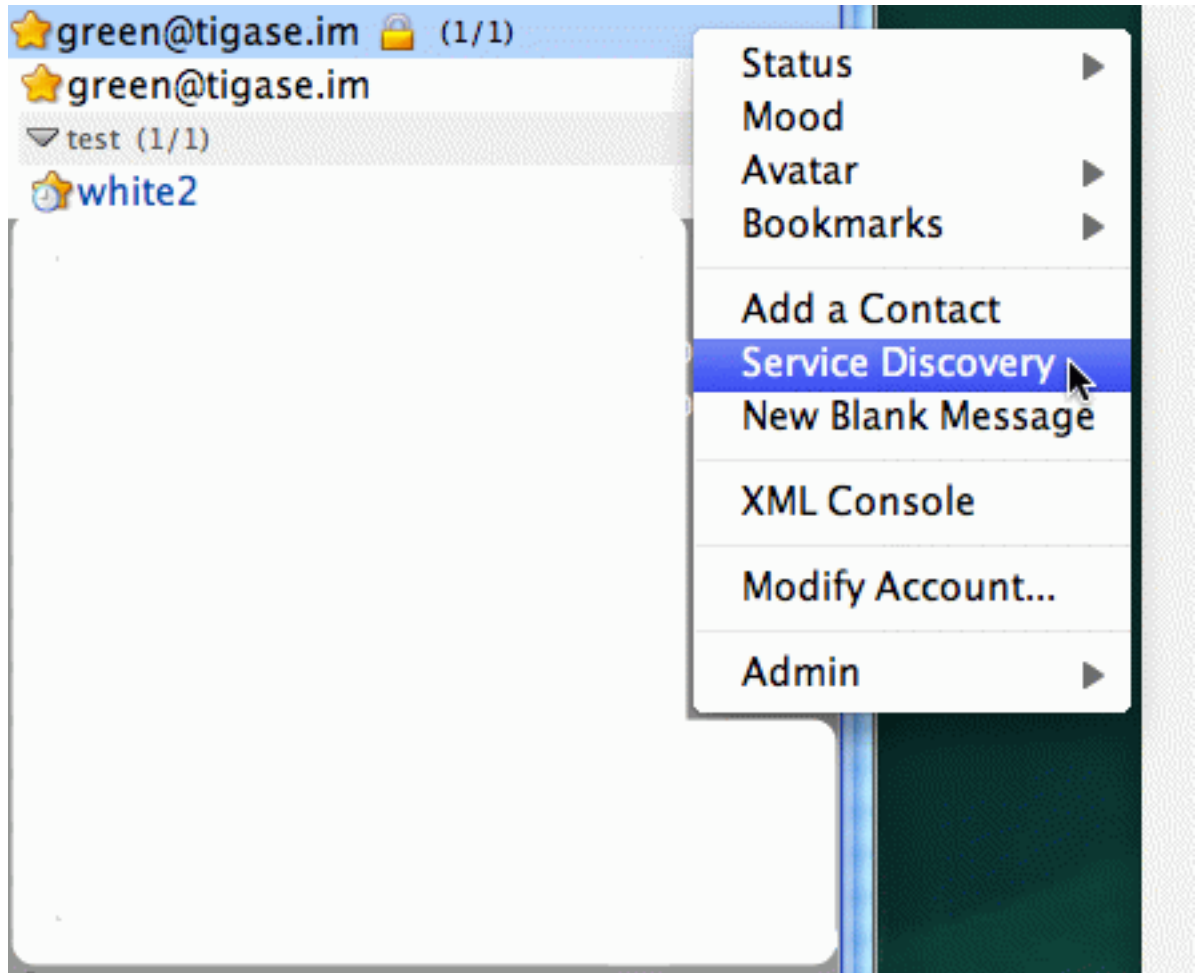 green@tigase.im (1/1)
green@tigase.im
test (1/1)
white2
Status
Mood
Avatar
Bookmarks
Add a Contact
Service Discovery
New Blank Message
XML Console
Modify Account...
Admin